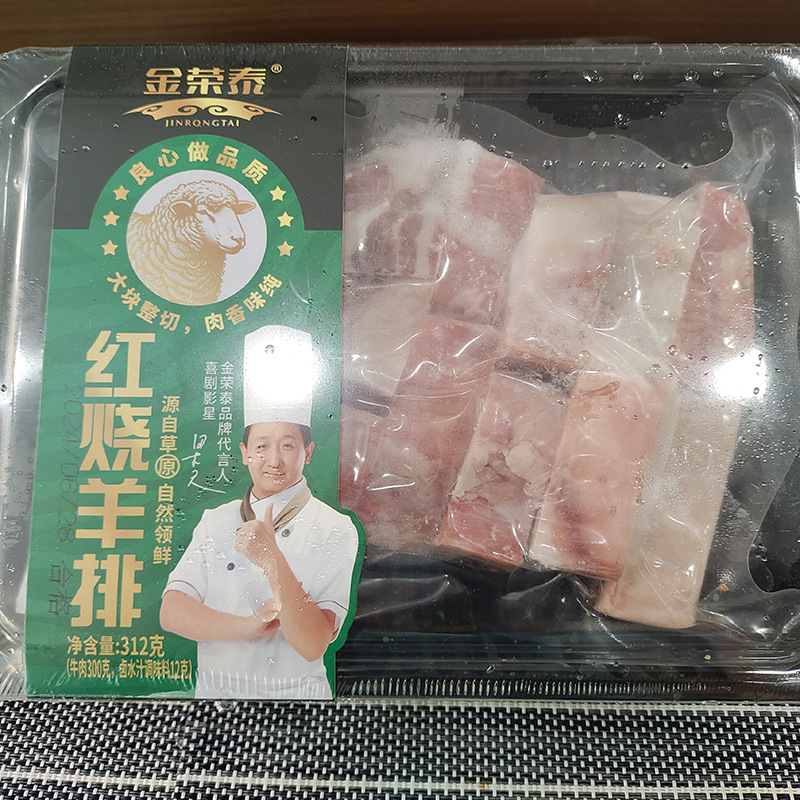 金荣泰®
JINRONGTAI
良心做品质
大块整切，肉香味纯
红烧羊排
源自草原自然领鲜
金荣泰品牌代言人
喜剧影星
2024/06/28 合格
净含量:312克
(牛肉300克，卤水汁调味料12克)